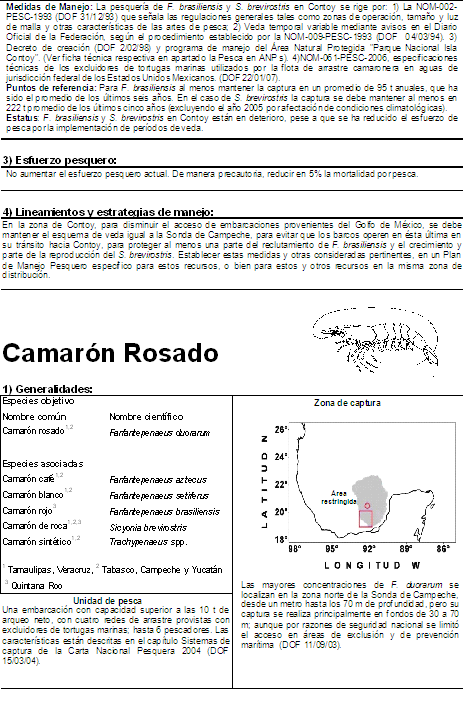 Medidas de Manejo: La pesquería de F. brasiliensis y S. brevirostris en Contoy se rige por: 1) La NOM-002-
PESC-1993 (DOF 31/12/93) que señala las regulaciones generales tales como zonas de operación, tamaño y luz
de malla y otras características de las artes de pesca; 2) Veda temporal variable mediante avisos en el Diario
Oficial de la Federación, según el procedimiento establecido por la NOM-009-PESC-1993 (DOF 04/03/94). 3)
Decreto de creación (DOF 2/02/98) y programa de manejo del Área Natural Protegida "Parque Nacional Isla
Contoy". (Ver ficha técnica respectiva en apartado la Pesca en ANP s). 4)NOM-061-PESC-2006, especificaciones
técnicas de los excluidores de tortugas marinas utilizados por la flota de arrastre camaronera en aguas de
jurisdicción federal de los Estados Unidos Mexicanos. (DOF 22/01/07).
Puntos de referencia: Para F. brasiliensis al menos mantener la captura en un promedio de 95 t anuales, que ha
sido el promedio de los últimos seis años. En el caso de S. brevirostris la captura se debe mantener al menos en
222 t promedio de los últimos cinco años (excluyendo el año 2005 por afectación de condiciones climatológicas).
Estatus: F. brasiliensis y S. brevirostris en Contoy están en deterioro, pese a que se ha reducido el esfuerzo de
pesca por la implementación de períodos de veda.
3) Esfuerzo pesquero:
No aumentar el esfuerzo pesquero actual. De manera precautoria, reducir en 5% la mortalidad por pesca.
4) Lineamientos y estrategias de manejo:
En la zona de Contoy, para disminuir el acceso de embarcaciones provenientes del Golfo de México, se debe
mantener el esquema de veda igual a la Sonda de Campeche, para evitar que los barcos operen en ésta última en
su tránsito hacia Contoy, para proteger al menos una parte del reclutamiento de F. brasiliensis y el crecimiento y
parte de la reproducción del S. brevirostris. Establecer estas medidas y otras consideradas pertinentes, en un Plan
de Manejo Pesquero específico para estos recursos, o bien para estos y otros recursos en la misma zona de
distribución.
Camarón Rosado
1) Generalidades:
Especies objetivo
Nombre común Nombre científico
Camarón rosado 1,2 Farfantepenaeus duorarum
Especies asociadas
Camarón café 1,2 Farfantepenaeus aztecus
Camarón blanco 1,2 Farfantepenaeus setiferus
Camarón rojo 3 Farfantepenaeus brasiliensis
Camarón de roca 1,2,3 Sicyonia brevirostris
Camarón sintético 1,2 Trachypenaeus spp.
1 Tamaulipas, Veracruz, 2 Tabasco, Campeche y Yucatán
3 Quintana Roo
Unidad de pesca
Una embarcación con capacidad superior a las 10 t de
arqueo neto, con cuatro redes de arrastre provistas con
excluidores de tortugas marinas; hasta 6 pescadores. Las
características están descritas en el capítulo Sistemas de
captura de la Carta Nacional Pesquera 2004 (DOF
15/03/04).
Zona de captura
LATITUD N
26°
24°
22°
20°
18°
Area
restringida
98° 95° 92° 89° 86°
LONGITUD W
Las mayores concentraciones de F. duorarum se
localizan en la zona norte de la Sonda de Campeche,
desde un metro hasta los 70 m de profundidad, pero su
captura se realiza principalmente en fondos de 30 a 70
m; aunque por razones de seguridad nacional se limitó
el acceso en áreas de exclusión y de prevención
marítima (DOF 11/09/03).